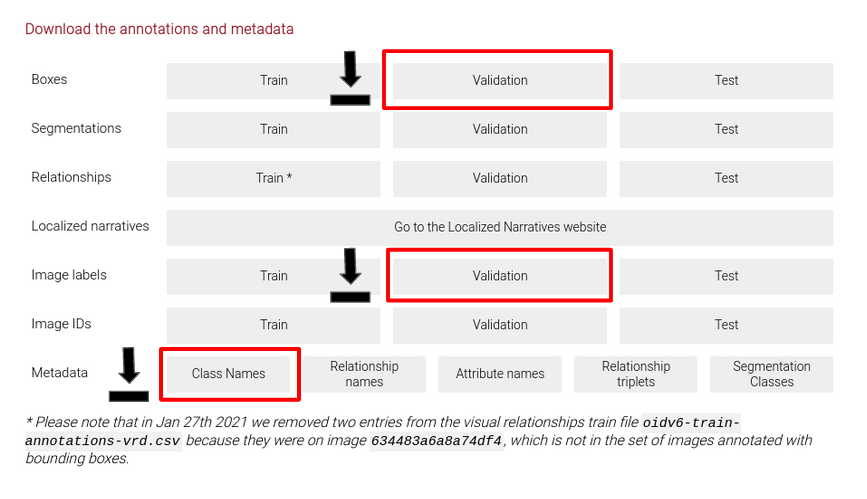 Download the annotations and metadata
Boxes Train Validation Test
Segmentations Train Validation Test
Relationships Train * Validation Test
Localized narratives Go to the Localized Narratives website
Image labels Train Validation Test
Image IDs Train Validation Test
Metadata Class Names Relationship names Attribute names Relationship triplets Segmentation Classes
* Please note that in Jan 27th 2021 we removed two entries from the visual relationships train file oidv6-train-
annotations-vrd.csv because they were on image 634483a6a8a74df4, which is not in the set of images annotated with
bounding boxes.